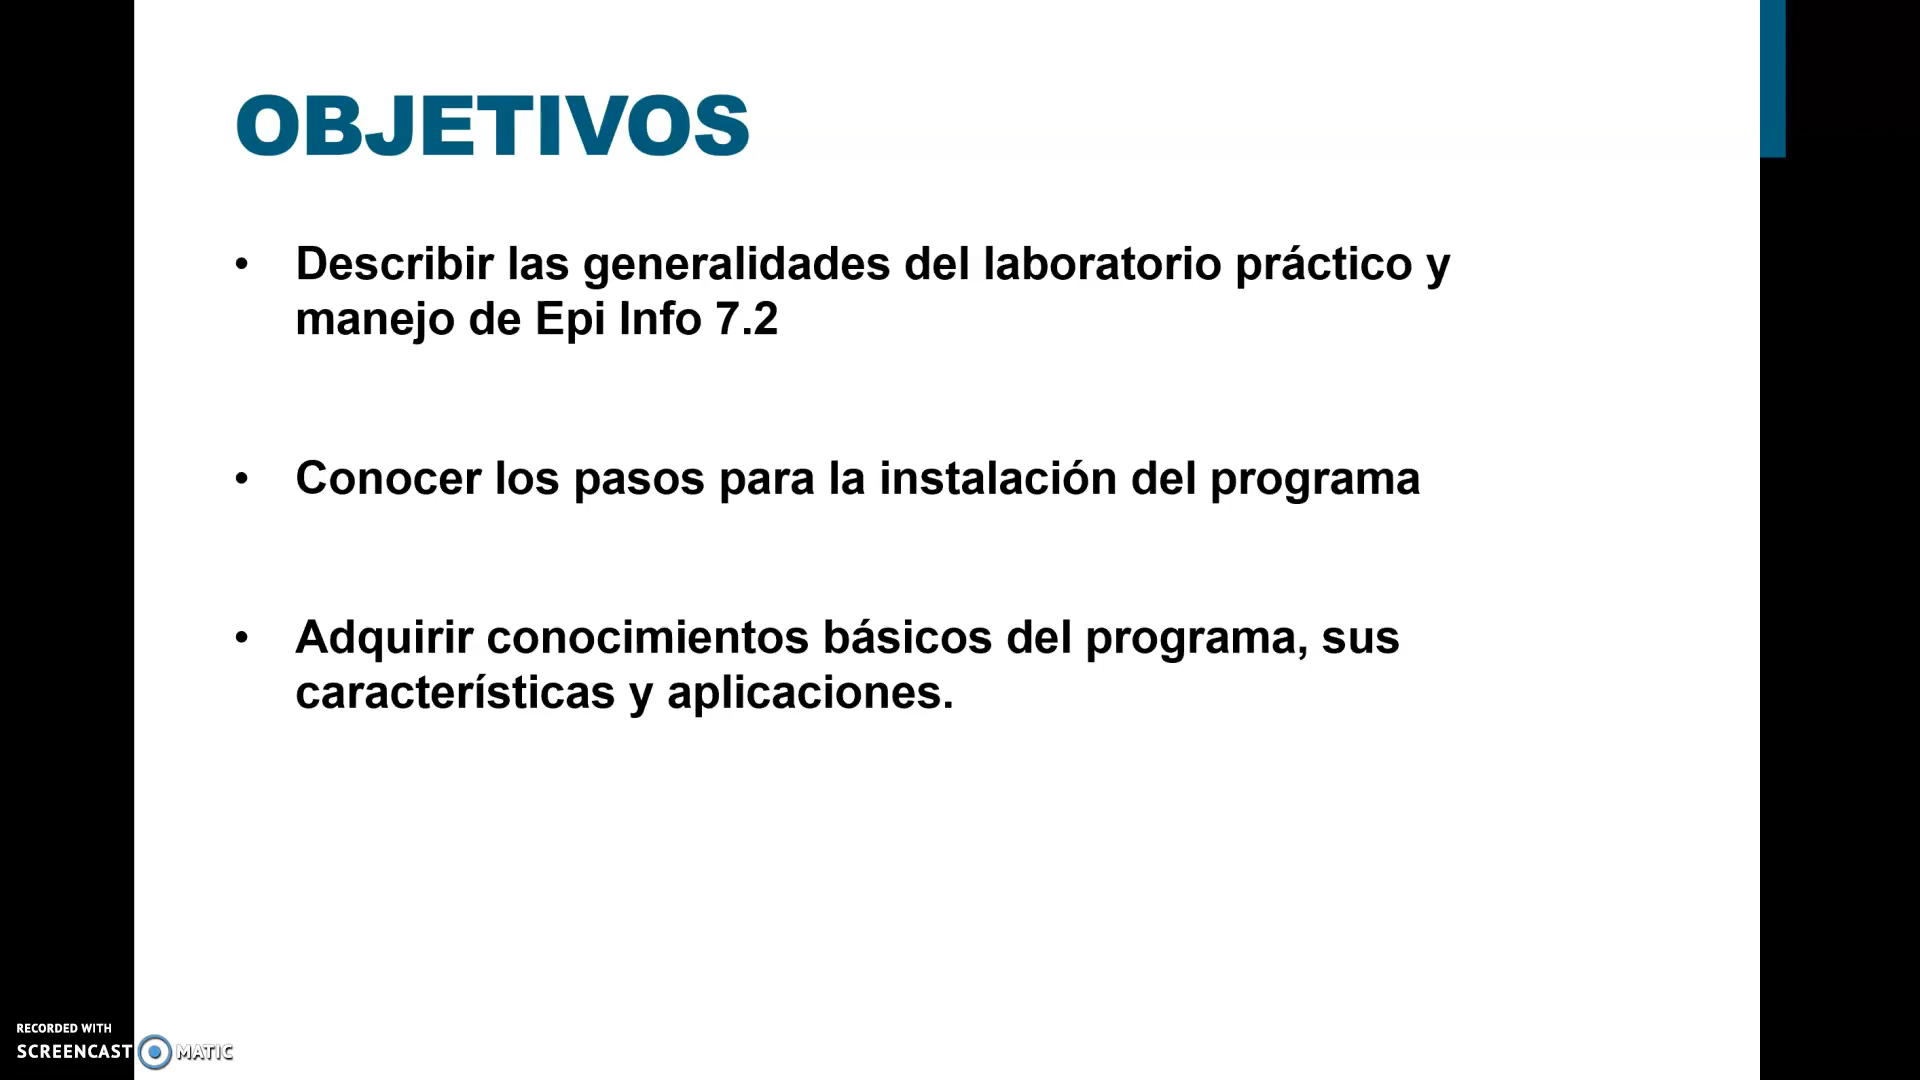 OBJETIVOS
• Describir las generalidades del laboratorio práctico y
manejo de Epi Info 7.2
• Conocer los pasos para la instalación del programa
• Adquirir conocimientos básicos del programa, sus
características y aplicaciones.
RECORDED WITH
SCREENCAST MATIC